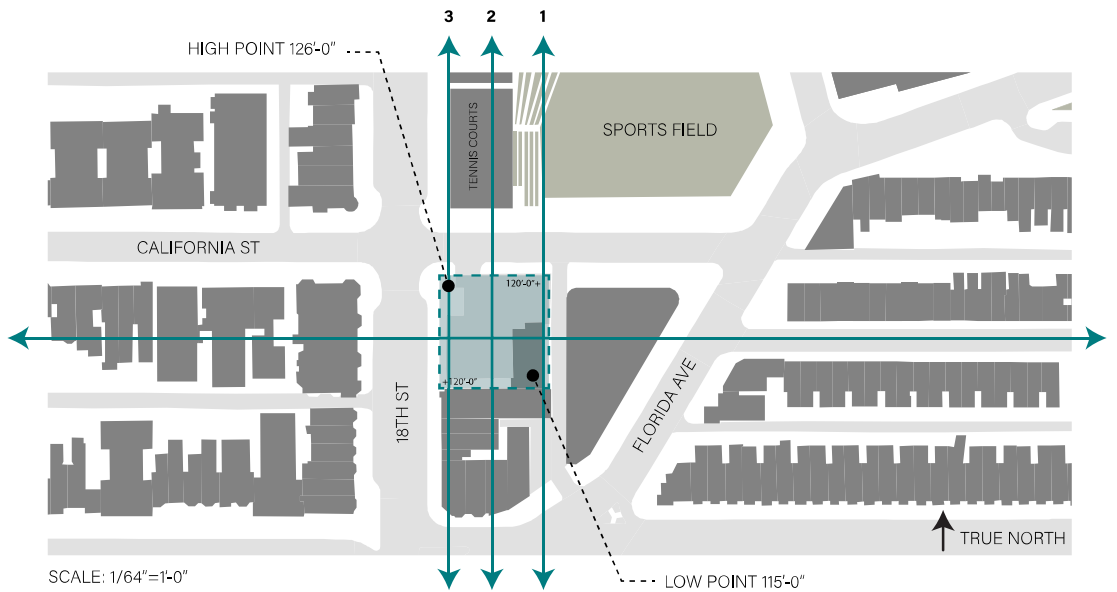 3 2 1
HIGH POINT 126'-0"
TENNIS COURTS
SPORTS FIELD
CALIFORNIA ST
120'-0"+
+120'-0"
18TH ST
FLORIDA AVE
TRUE NORTH
SCALE: 1/64"=1'-0"
LOW POINT 115'-0"